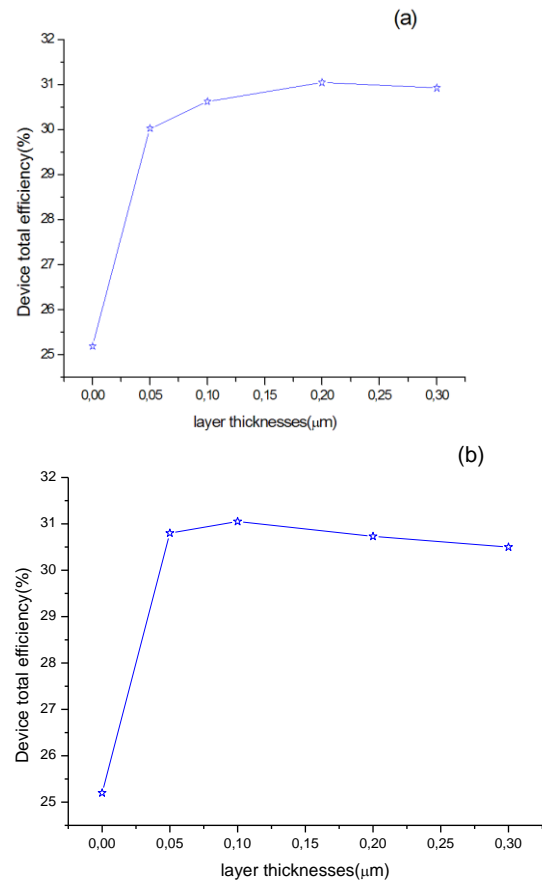 (a)
32
31
30
29
28
27
26
25
Device total efficiency(%)
0,00 0,05 0,10 0,15 0,20 0,25 0,30
layer thicknesses(μm)
(b)
32
31
30
29
28
27
26
25
Device total efficiency(%)
0,00 0,05 0,10 0,15 0,20 0,25 0,30
layer thicknesses(μm)